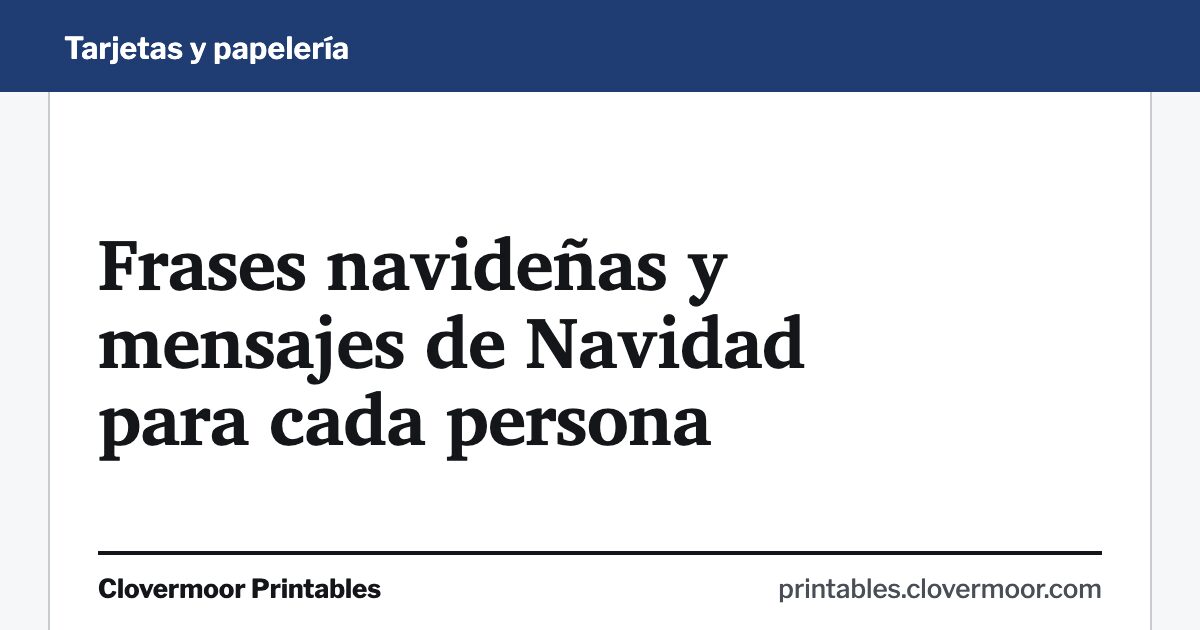 Tarjetas y papelería
Frases navideñas y
mensajes de Navidad
para cada persona
Clovermoor Printables
printables.clovermoor.com